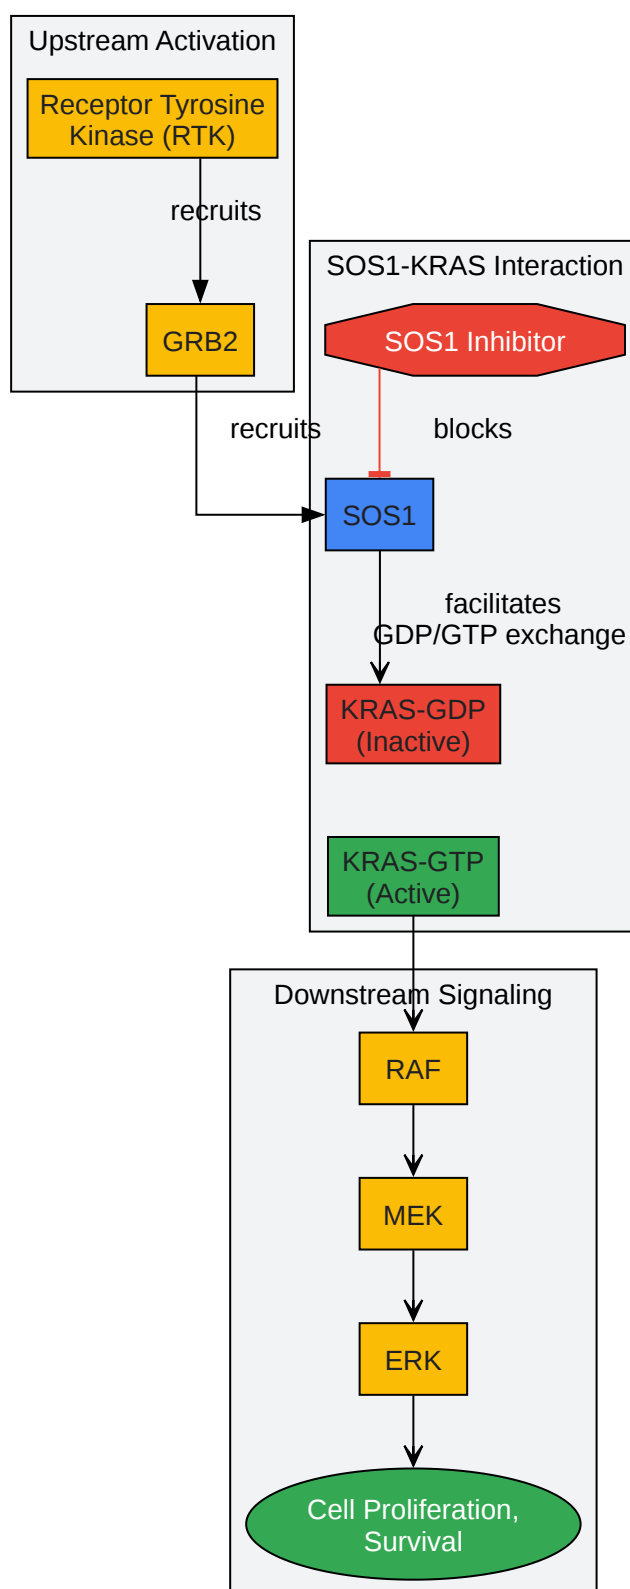 Upstream Activation
Receptor Tyrosine
Kinase (RTK)
recruits
GRB2
SOS1-KRAS Interaction
SOS1 Inhibitor
recruits
blocks
SOS1
facilitates
GDP/GTP exchange
KRAS-GDP
(Inactive)
KRAS-GTP
(Active)
Downstream Signaling
RAF
MEK
ERK
Cell Proliferation,
Survival